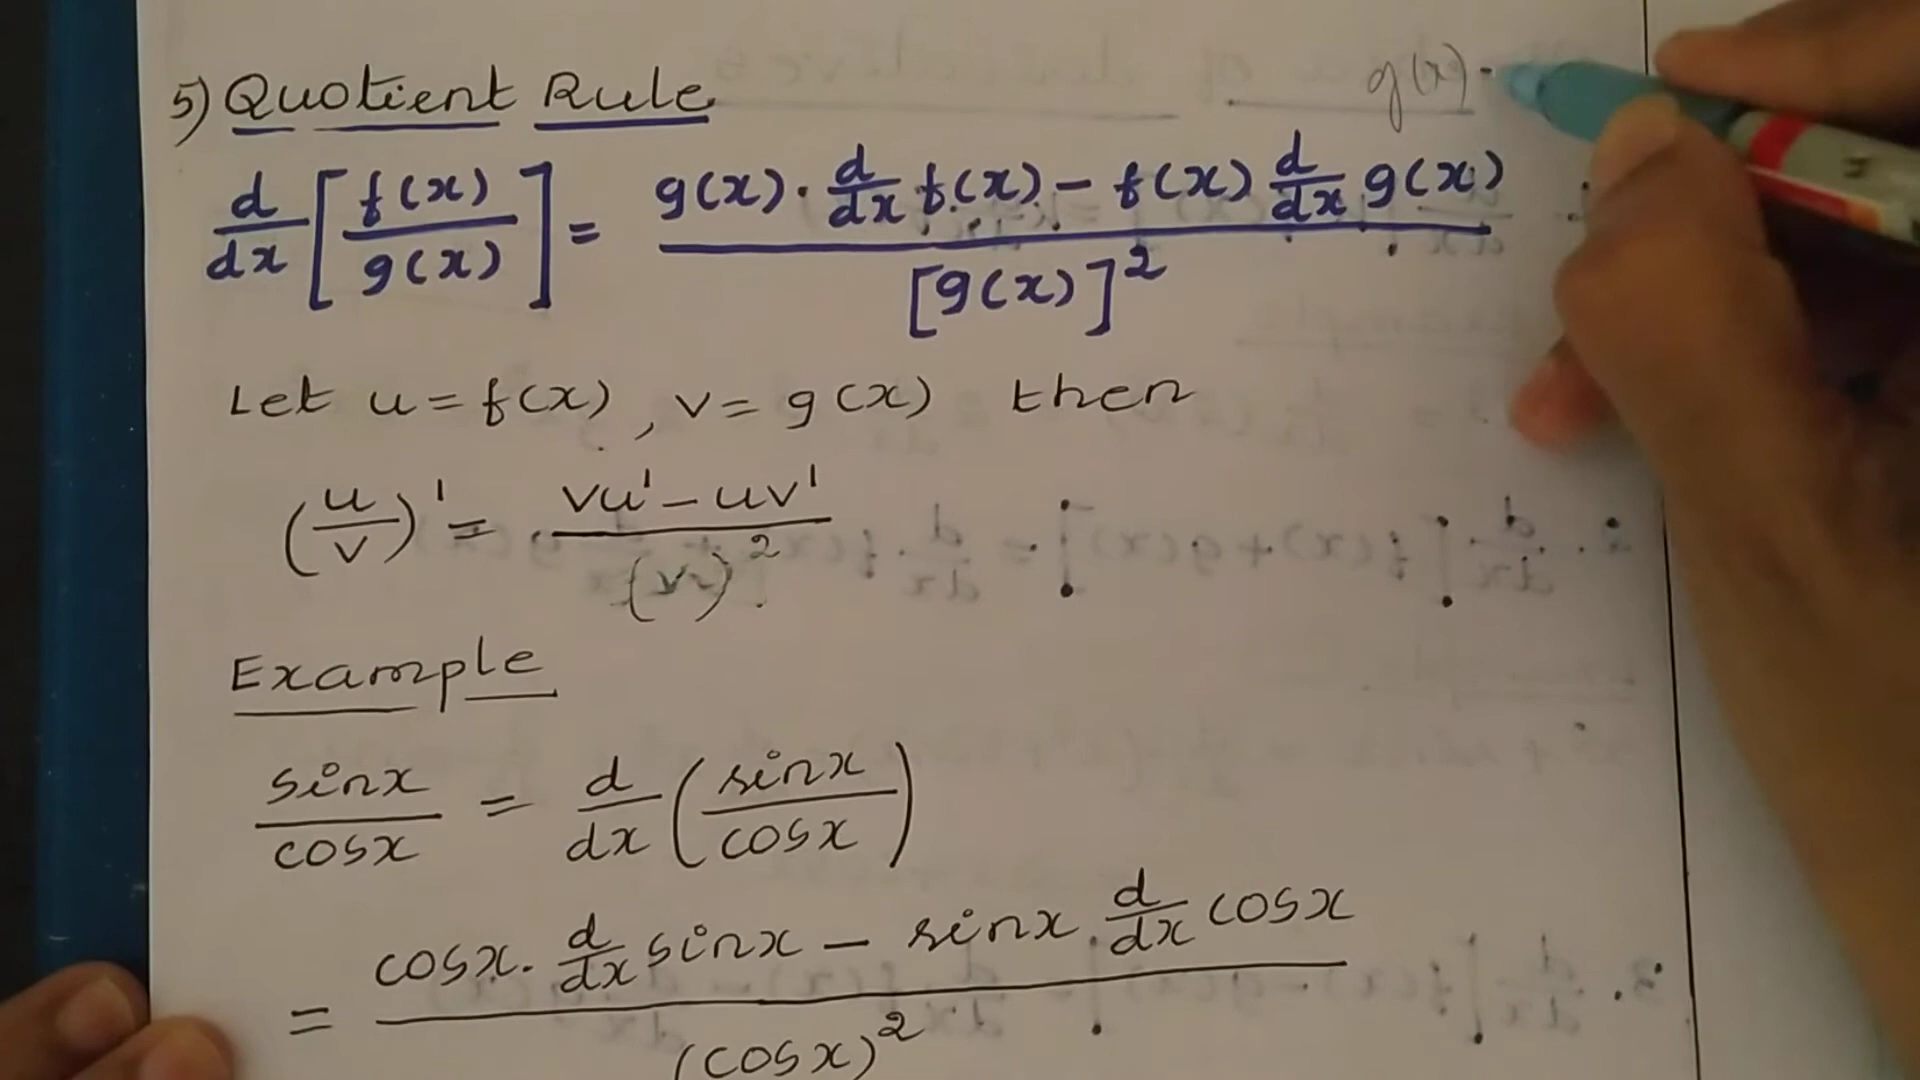 g(x) ·
5) Quotient Rule
d/dx [f(x)/g(x)] = g(x) · d/dx f(x) - f(x) d/dx g(x) / [g(x)]²
Let u = f(x), v = g(x) then
(u/v)' = vu' - uv' / (v)²
Example
sinx/cosx = d/dx (sinx/cosx)
= cosx · d/dx sinx - sinx · d/dx cosx / (cosx)²